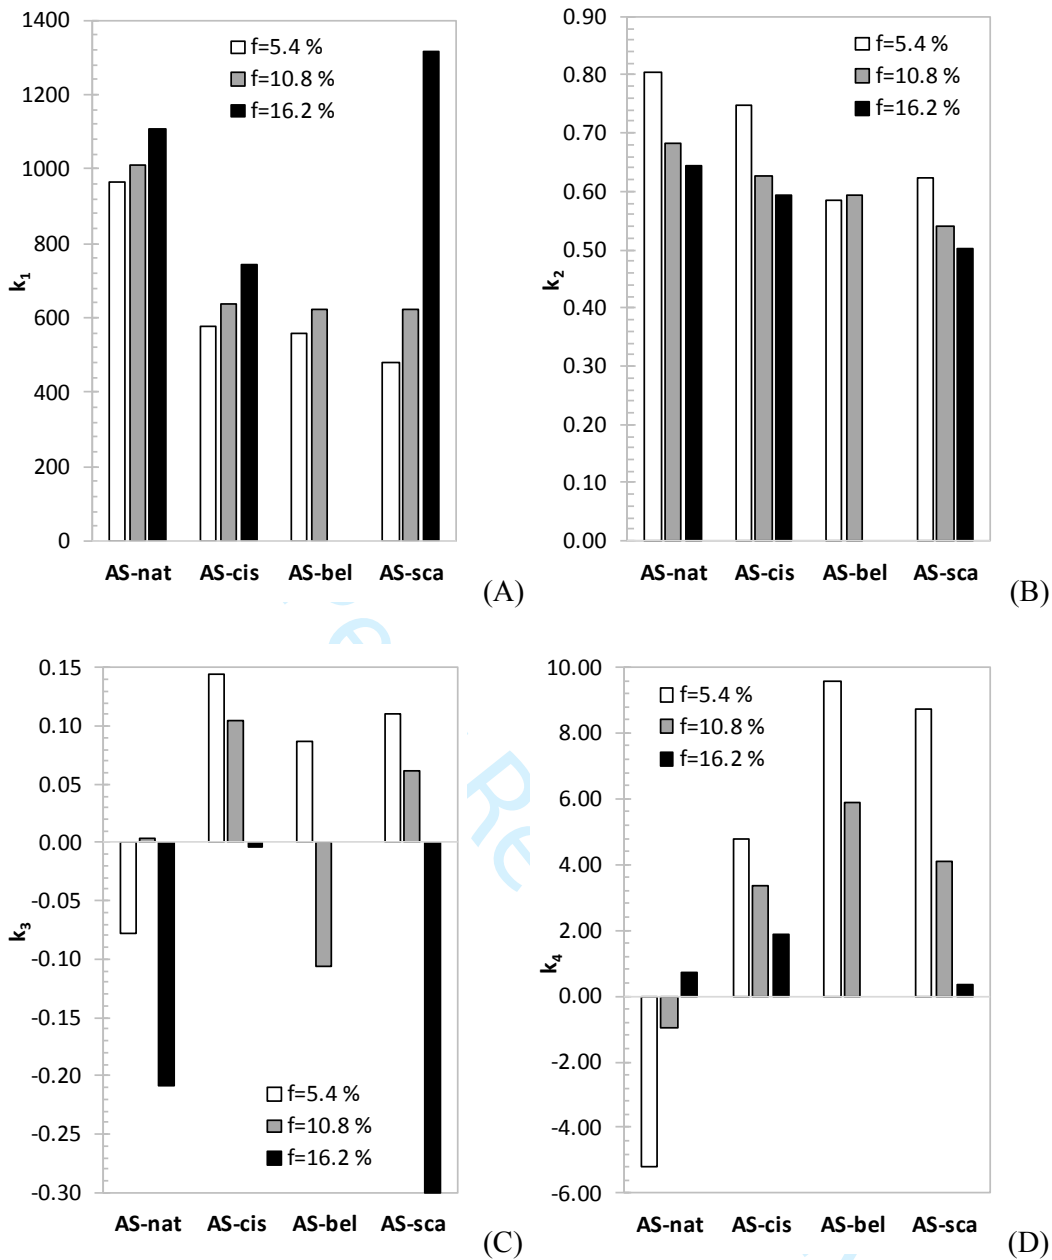 1400
1200
1000
800
600
400
200
0
k1
f=5.4 %
f=10.8 %
f=16.2 %
AS-nat AS-cis AS-bel AS-sca
(A)
0.90
0.80
0.70
0.60
0.50
0.40
0.30
0.20
0.10
0.00
k2
f=5.4 %
f=10.8 %
f=16.2 %
AS-nat AS-cis AS-bel AS-sca
(B)
0.15
0.10
0.05
0.00
-0.05
-0.10
-0.15
-0.20
-0.25
-0.30
k3
f=5.4 %
f=10.8 %
f=16.2 %
AS-nat AS-cis AS-bel AS-sca
(C)
10.00
8.00
6.00
4.00
2.00
0.00
-2.00
-4.00
-6.00
k4
f=5.4 %
f=10.8 %
f=16.2 %
AS-nat AS-cis AS-bel AS-sca
(D)
Re